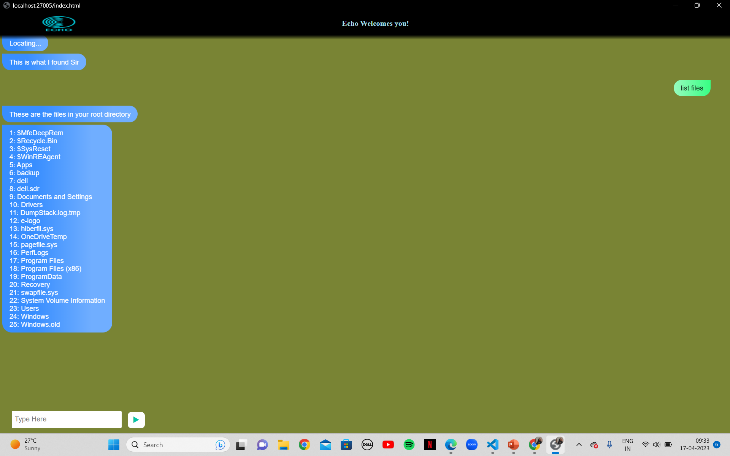 localhost:27005/index.html
ECHO
Echo Welcomes you!
Locating...
This is what I found Sir
list files
These are the files in your root directory
1: $MfeDeepRem
2: $Recycle.Bin
3: $SysReset
4: $WinREAgent
5: Apps
6: backup
7: dell
8: dell.sdr
9: Documents and Settings
10: Drivers
11: DumpStack.log.tmp
12: e-logo
13: hiberfil.sys
14: OneDriveTemp
15: pagefile.sys
16: PerfLogs
17: Program Files
18: Program Files (x86)
19: ProgramData
20: Recovery
21: swapfile.sys
22: System Volume Information
23: Users
24: Windows
25: Windows.old
Type Here
27°C
Sunny
Search
DELL
ENG
IN
09:33
17-04-2023